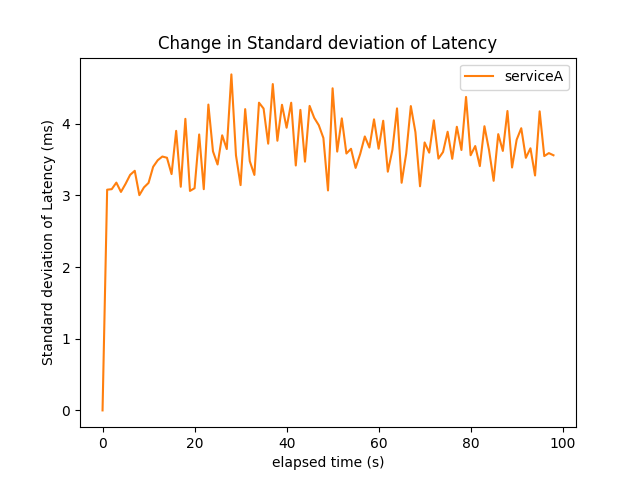 Change in Standard deviation of Latency
serviceA
Standard deviation of Latency (ms)
4
3
2
1
0
0 20 40 60 80 100
elapsed time (s)